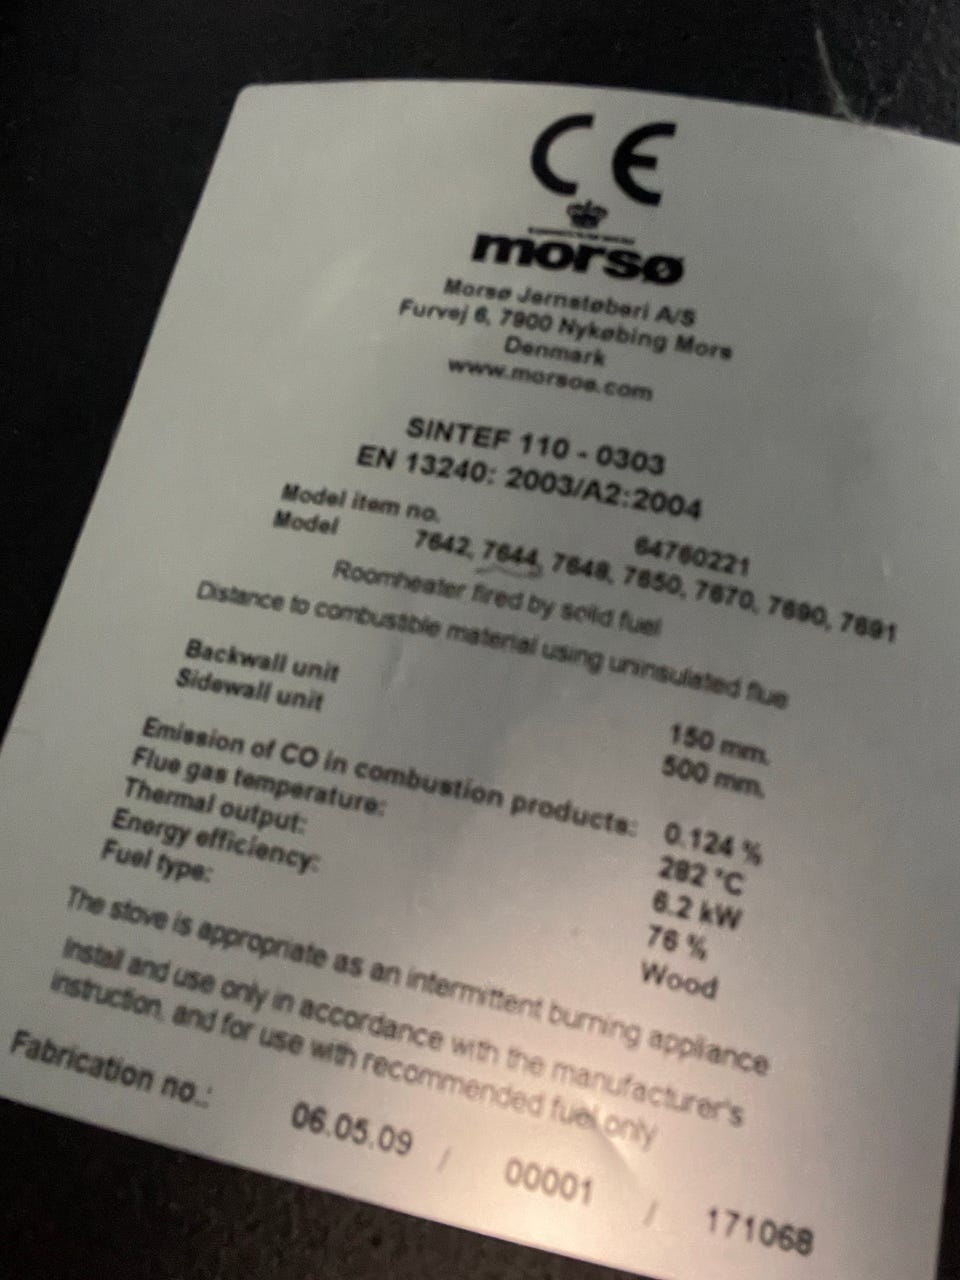 CE
morsø
Morsø Jernstøberi A/S
Furvej 6, 7900 Nykøbing Mors
Denmark
www.morsoe.com
SINTEF 110 - 0303
EN 13240: 2003/A2:2004
Model item no. 64760221
Model 7642, 7644, 7648, 7650, 7670, 7690, 7691
Roomheater fired by solid fuel
Distance to combustible material using uninsulated flue
Backwall unit 150 mm.
Sidewall unit 500 mm.
Emission of CO in combustion products: 0.124 %
Flue gas temperature: 282 °C
Thermal output: 6.2 kW
Energy efficiency: 76 %
Fuel type: Wood
The stove is appropriate as an intermittent burning appliance
Install and use only in accordance with the manufacturer's
instruction, and for use with recommended fuel only
Fabrication no.: 06.05.09 / 00001 / 171068